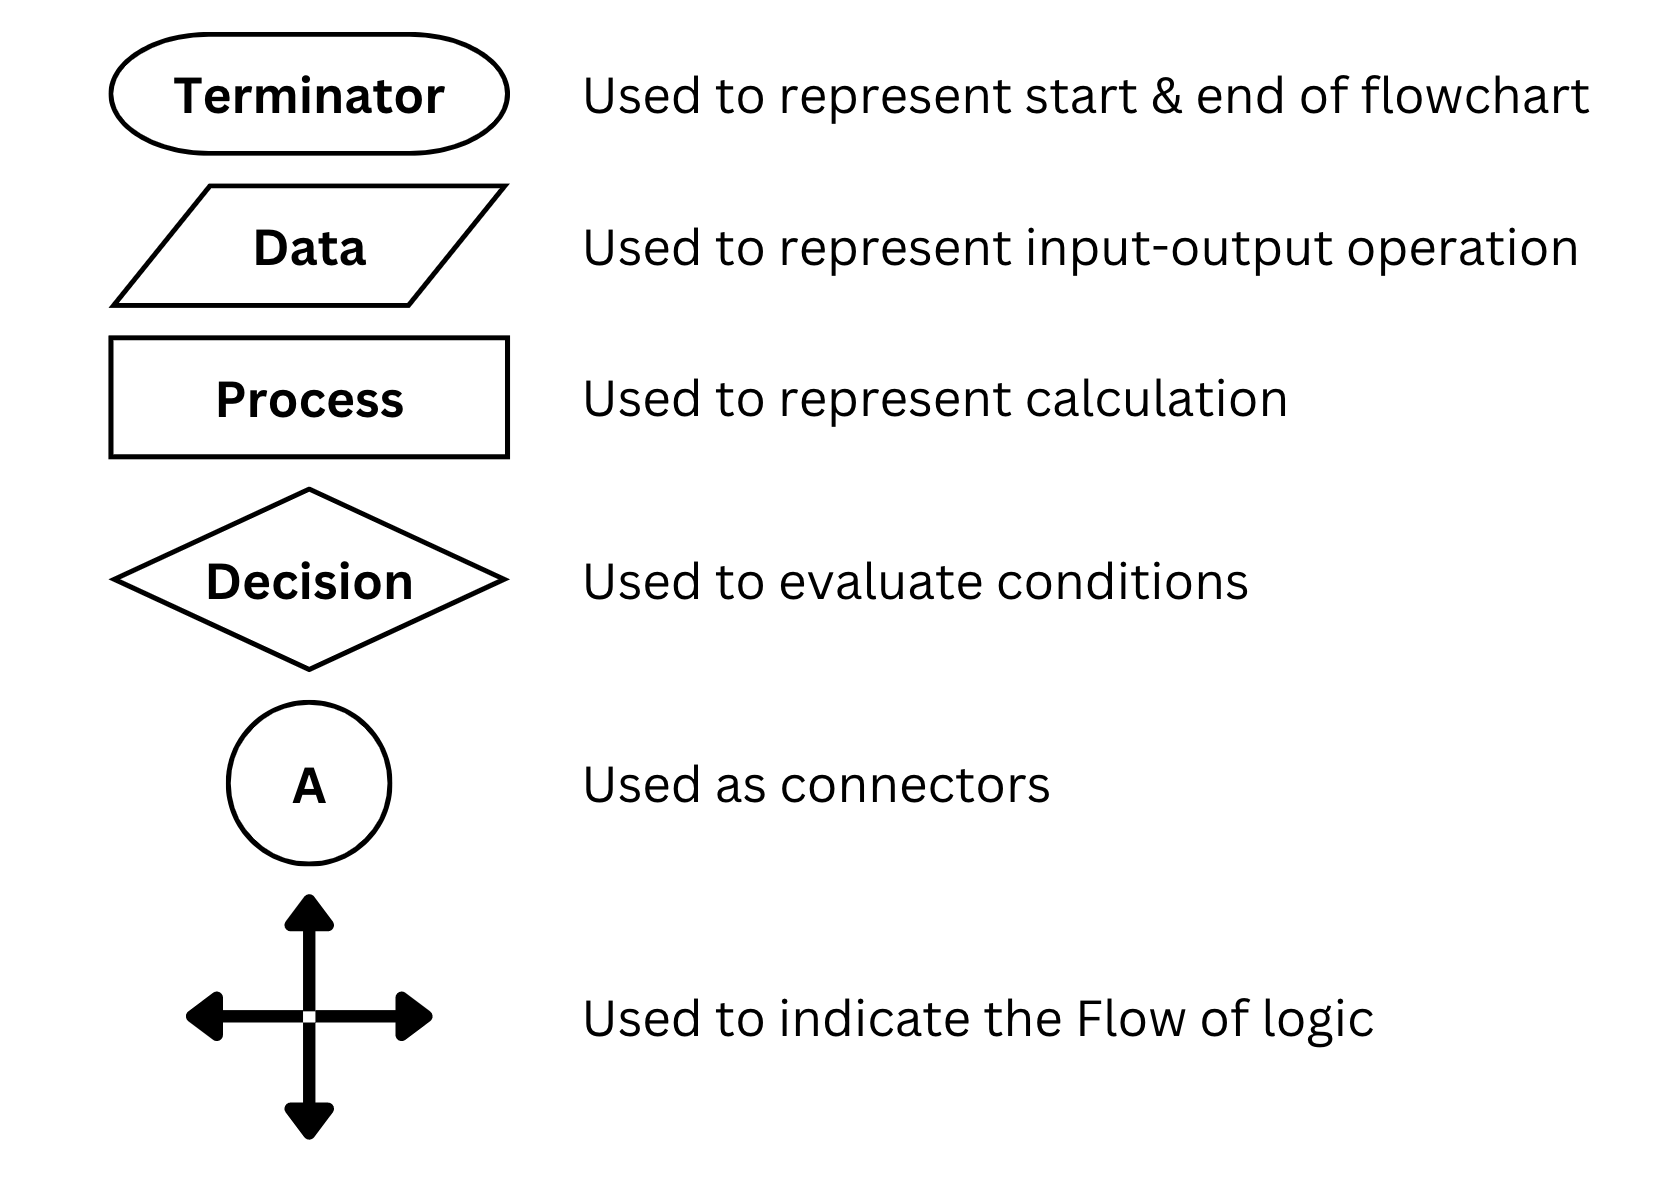 Terminator
Used to represent start & end of flowchart
Data
Used to represent input-output operation
Process
Used to represent calculation
Decision
Used to evaluate conditions
A
Used as connectors
Used to indicate the Flow of logic